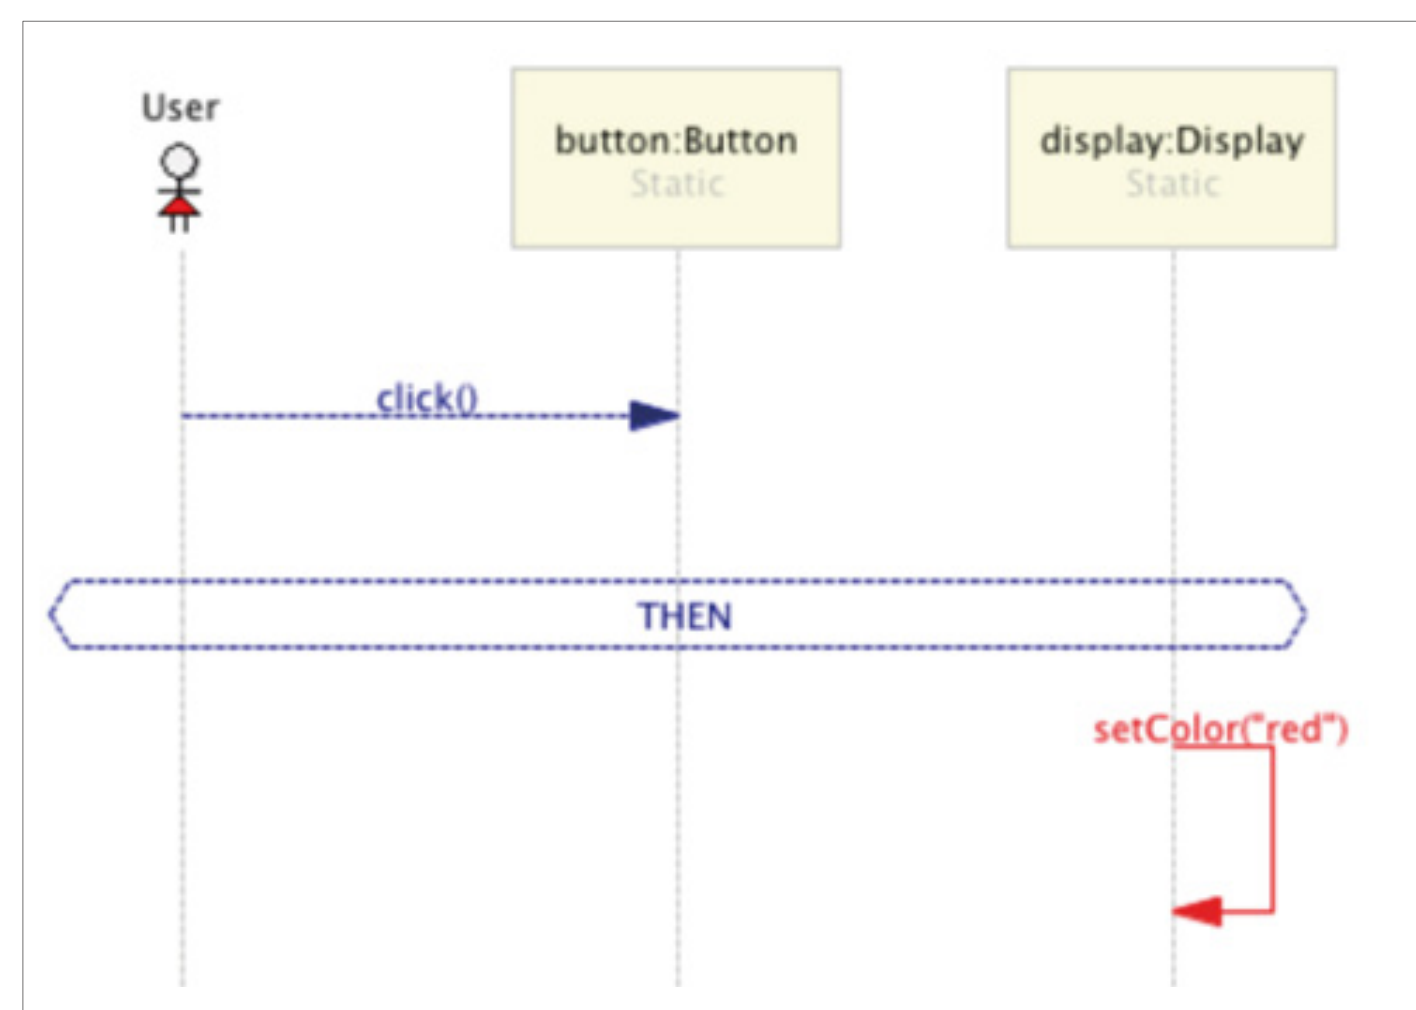 User
button:Button
Static
display:Display
Static
click()
THEN
setColor("red")